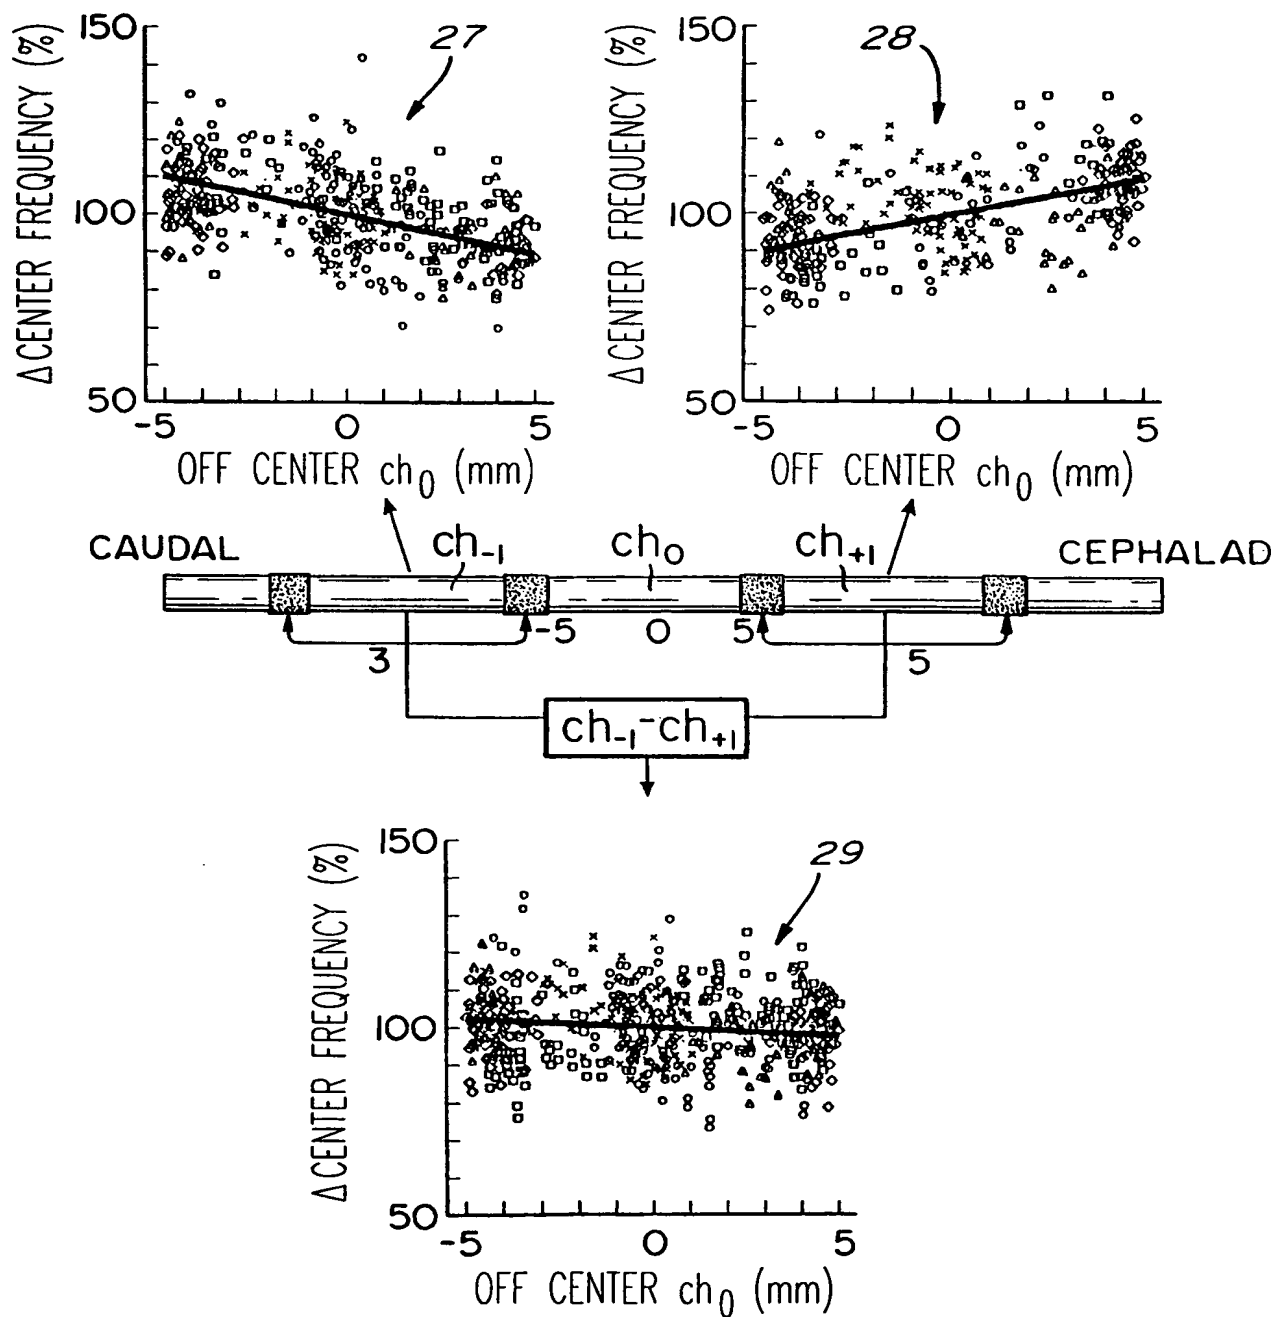 150
27
ΔCENTER FREQUENCY (%)
100
50
-5 0 5
OFF CENTER ch0 (mm)
150
28
ΔCENTER FREQUENCY (%)
100
50
-5 0 5
OFF CENTER ch0 (mm)
CAUDAL ch-1 ch0 ch+1 CEPHALAD
-5 0 5
3 5
ch-1-ch+1
150
29
ΔCENTER FREQUENCY (%)
100
50
-5 0 5
OFF CENTER ch0 (mm)